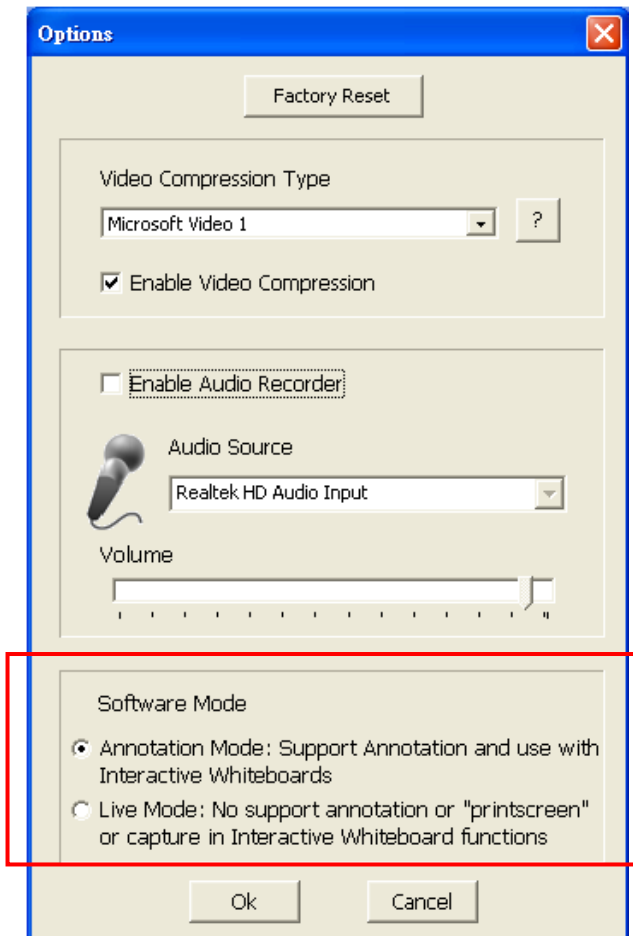 Options
Factory Reset
Video Compression Type
Microsoft Video 1
?
Enable Video Compression
Enable Audio Recorder
Audio Source
Realtek HD Audio Input
Volume
Software Mode
Annotation Mode: Support Annotation and use with
Interactive Whiteboards
Live Mode: No support annotation or "printscreen"
or capture in Interactive Whiteboard functions
Ok
Cancel